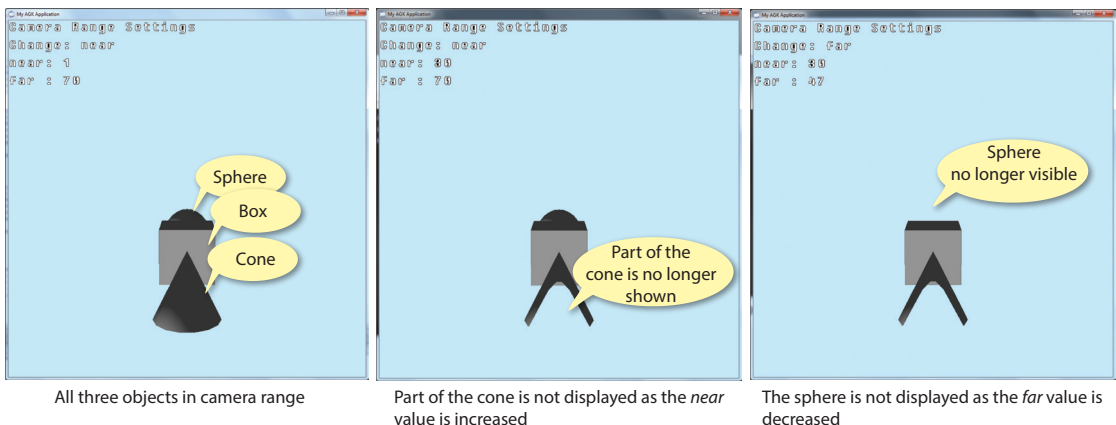 My AGK Application
Camera Range Settings
Change: near
near: 1
far : 70
Sphere
Box
Cone
All three objects in camera range
My AGK Application
Camera Range Settings
Change: near
near: 30
far : 70
Part of the
cone is no longer
shown
Part of the cone is not displayed as the near
value is increased
My AGK Application
Camera Range Settings
Change: far
near: 30
far : 47
Sphere
no longer visible
The sphere is not displayed as the far value is
decreased